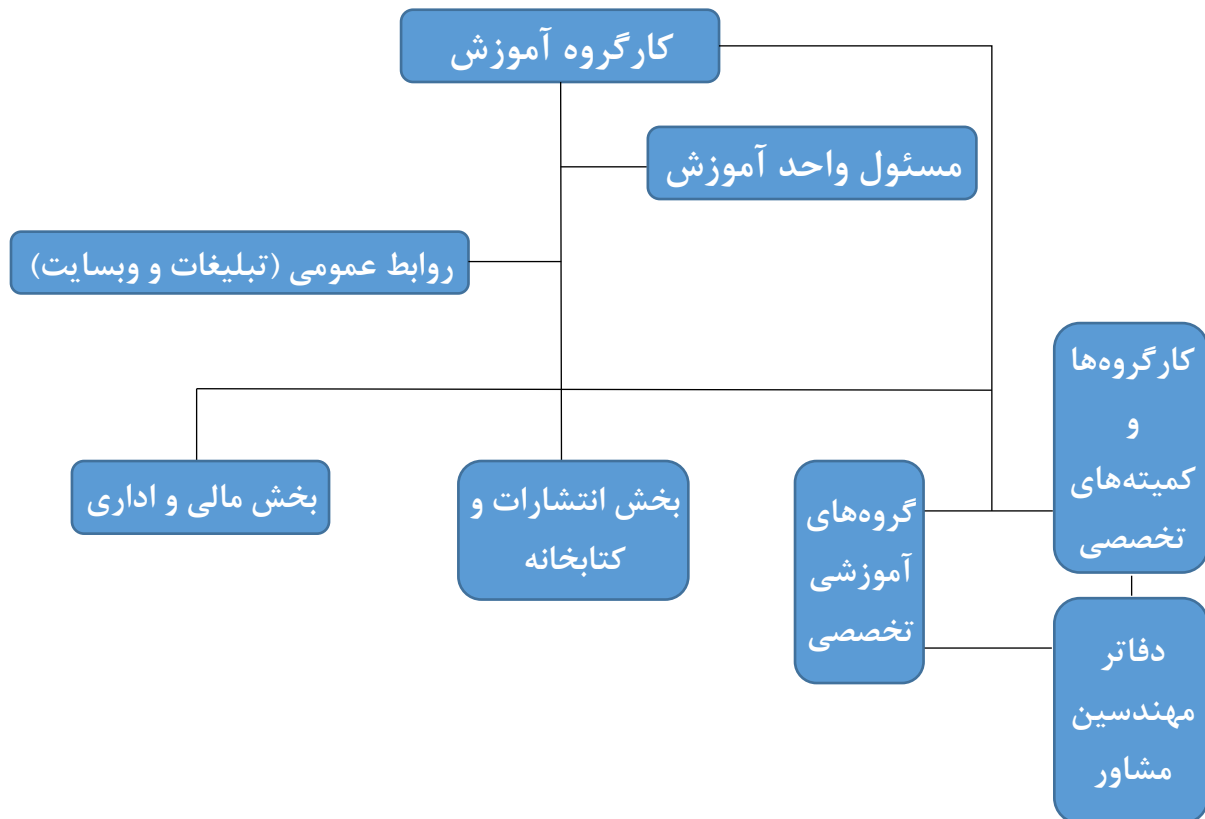 کارگروه آموزش
مسئول واحد آموزش
روابط عمومی (تبلیغات و وبسایت)
کارگروه‌ها
و
کمیته‌های
تخصصی
گروه‌های
آموزشی
تخصصی
بخش انتشارات و
کتابخانه
بخش مالی و اداری
دفاتر
مهندسین
مشاور